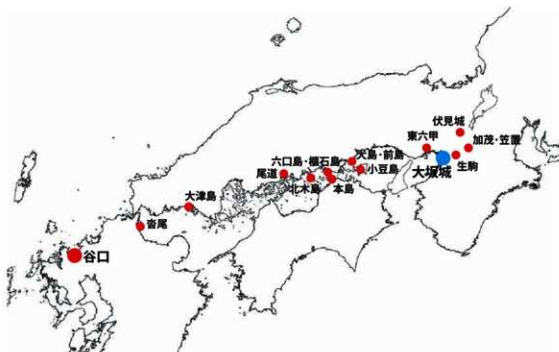 伏見城
東六甲
加茂・笠置
犬島・前島
六口島・櫃石島
生駒
大坂城
小豆島
尾道
北木島
本島
大津島
沓尾
谷口